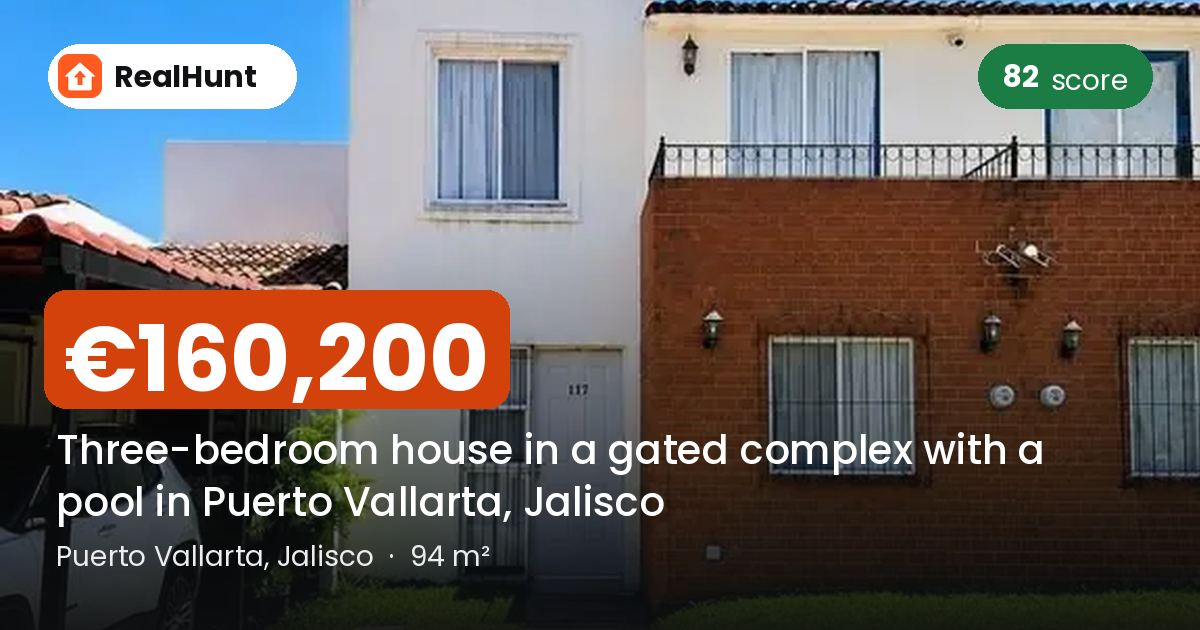 RealHunt
82 score
€160,200
117
Three-bedroom house in a gated complex with a
pool in Puerto Vallarta, Jalisco
Puerto Vallarta, Jalisco · 94 m²